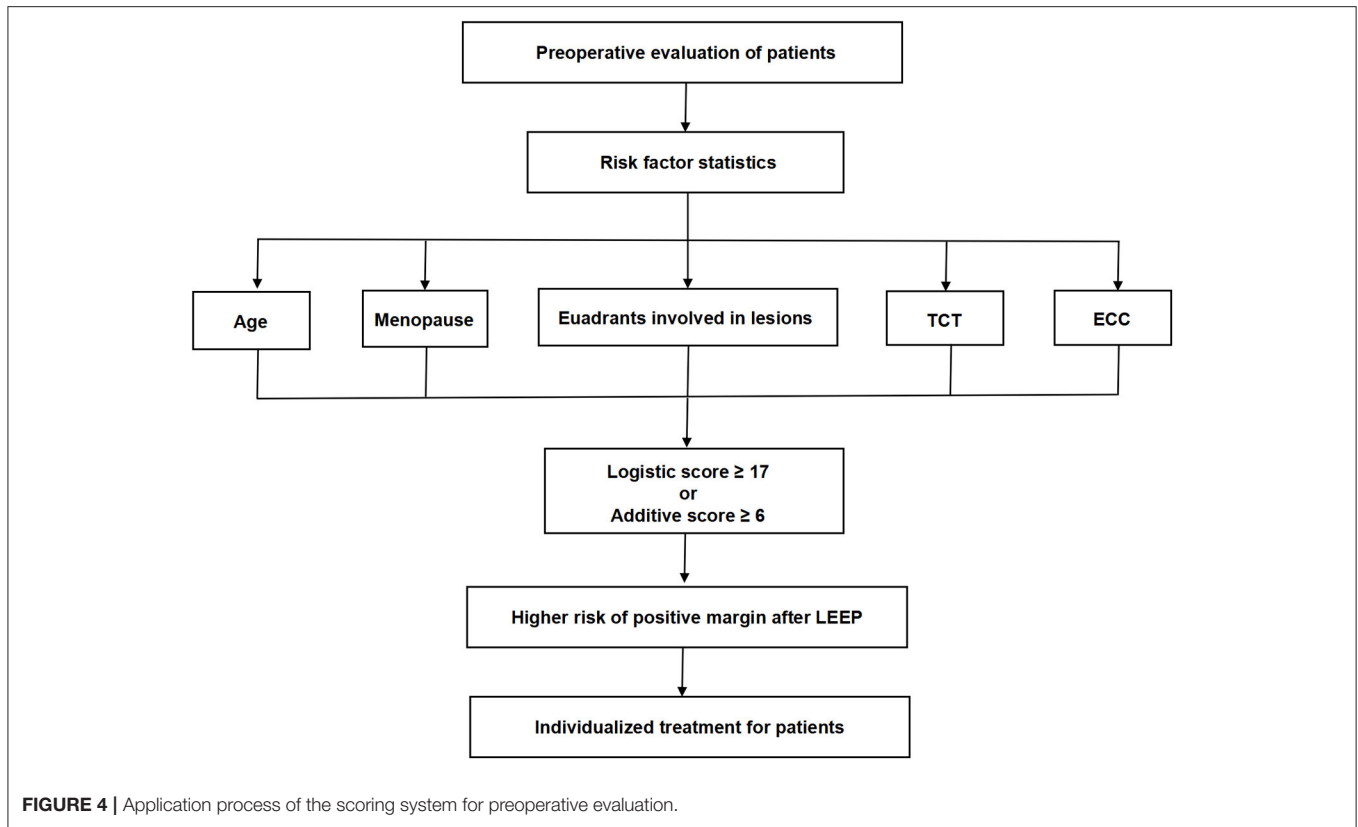 Preoperative evaluation of patients
Risk factor statistics
Age
Menopause
Euadrants involved in lesions
TCT
ECC
Logistic score ≥ 17
or
Additive score ≥ 6
Higher risk of positive margin after LEEP
Individualized treatment for patients
FIGURE 4 | Application process of the scoring system for preoperative evaluation.